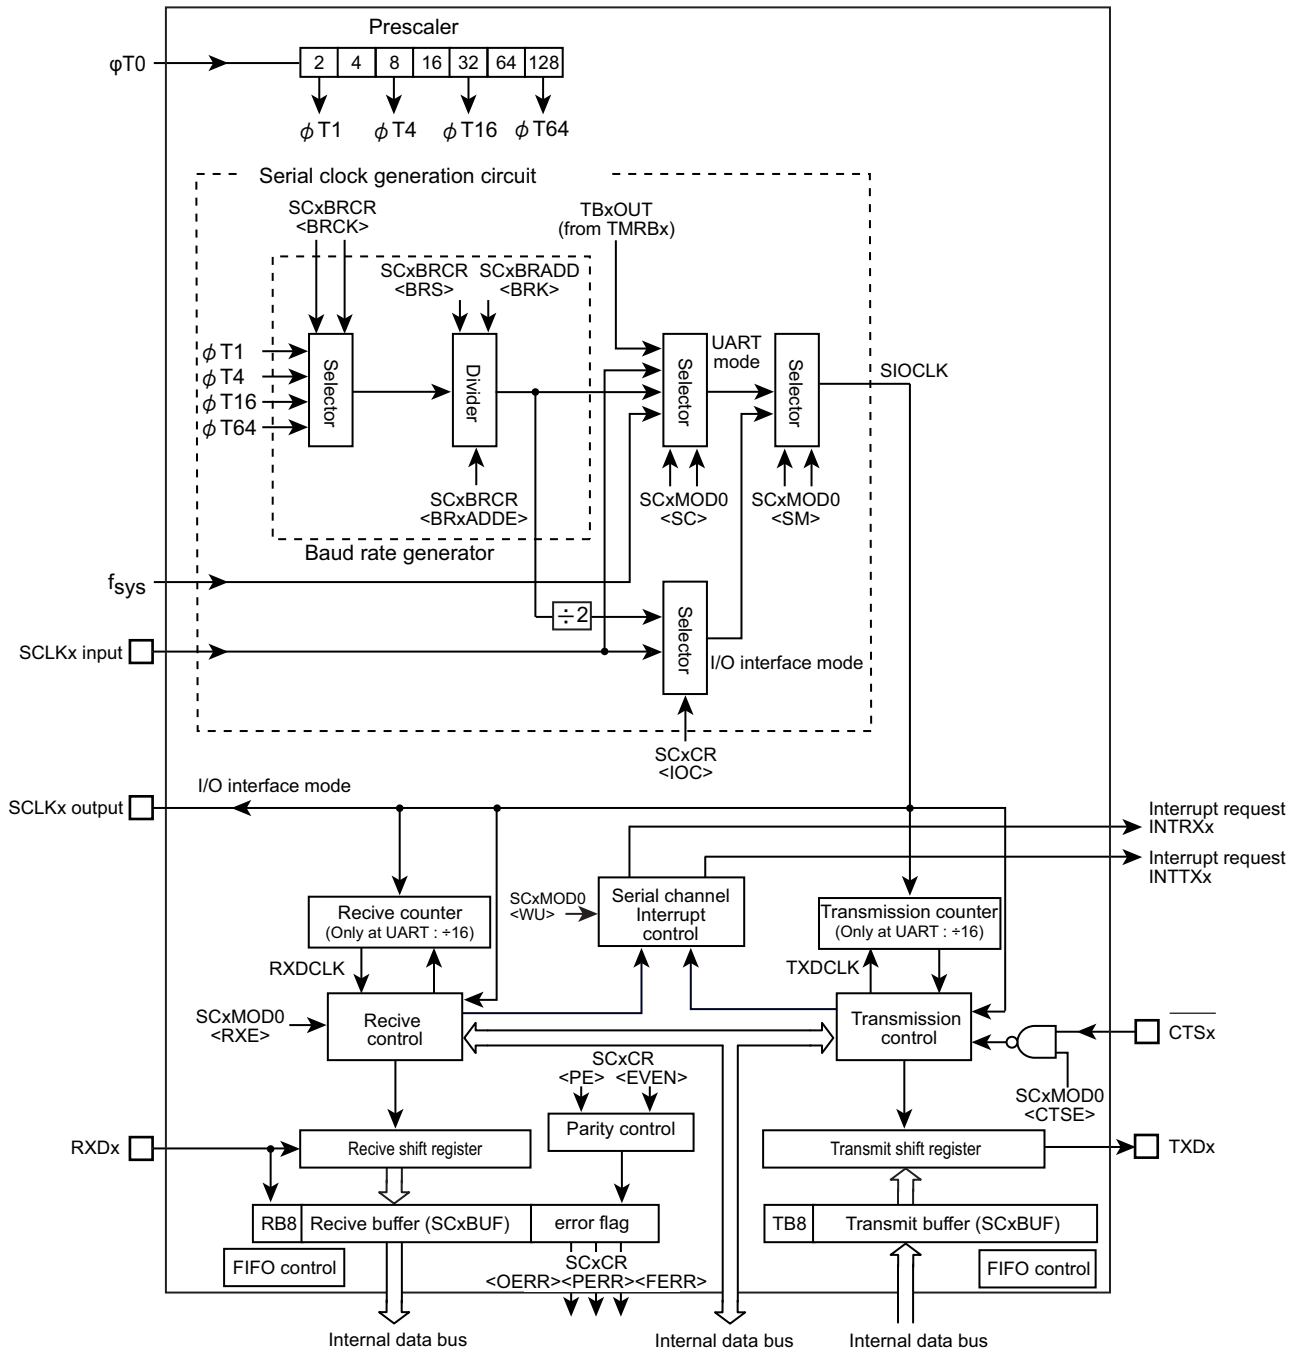 Prescaler
φT0
2 4 8 16 32 64 128
ϕT1 ϕT4 ϕT16 ϕT64
Serial clock generation circuit
SCxBRCR
<BRCK>
TBxOUT
(from TMRBx)
SCxBRCR
<BRS>
SCxBRADD
<BRK>
ϕT1
ϕT4
ϕT16
ϕT64
Selector
Divider
Selector
UART
mode
Selector
SIOCLK
SCxBRCR
<BRxADDE>
SCxMOD0
<SC>
SCxMOD0
<SM>
Baud rate generator
fsys
÷2
Selector
SCLKx input
I/O interface mode
SCxCR
<IOC>
I/O interface mode
SCLKx output
Interrupt request
INTRXx
Interrupt request
INTTXx
SCxMOD0
<WU>
Serial channel
Interrupt
control
Recive counter
(Only at UART : ÷16)
Transmission counter
(Only at UART : ÷16)
RXDCLK
TXDCLK
SCxMOD0
<RXE>
Recive
control
Transmission
control
CTSx
SCxMOD0
<CTSE>
SCxCR
<PE> <EVEN>
Parity control
RXDx
Recive shift register
Transmit shift register
TXDx
RB8 Recive buffer (SCxBUF) error flag
TB8 Transmit buffer (SCxBUF)
FIFO control
SCxCR
<OERR><PERR><FERR>
FIFO control
Internal data bus
Internal data bus
Internal data bus